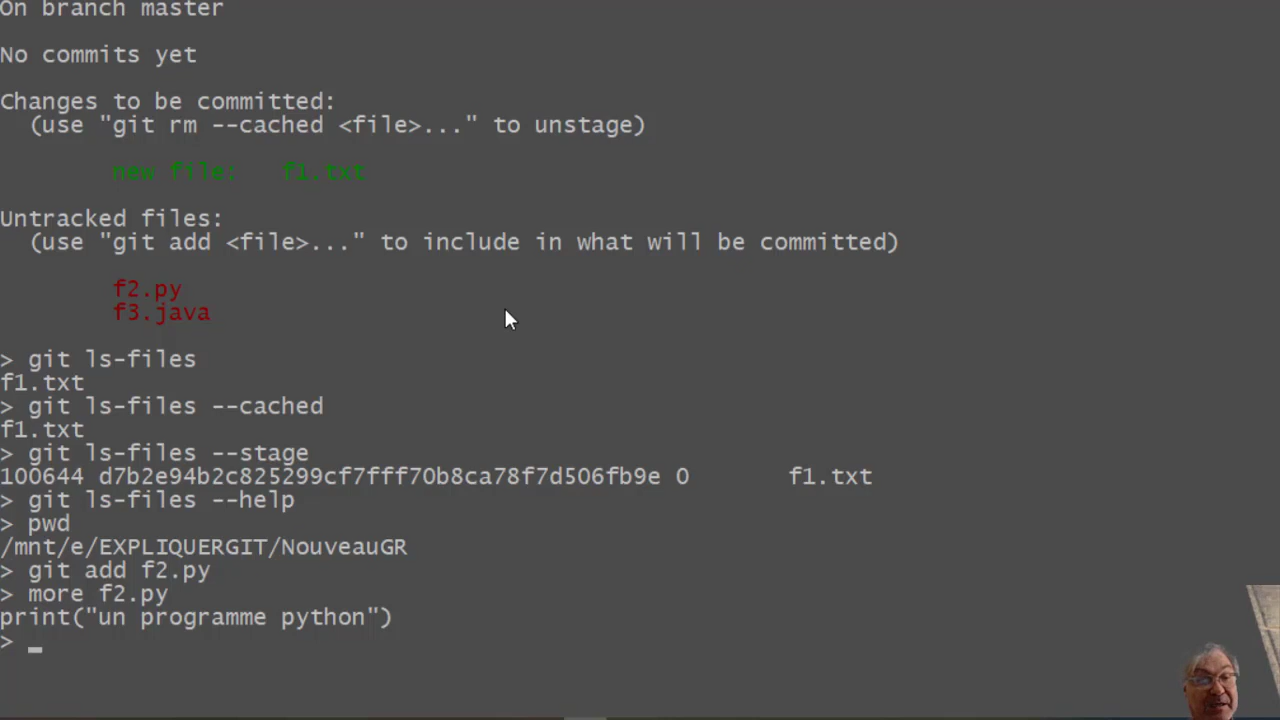 On branch master
No commits yet
Changes to be committed:
(use "git rm --cached <file>..." to unstage)
new file: f1.txt
Untracked files:
(use "git add <file>..." to include in what will be committed)
f2.py
f3.java
> git ls-files
f1.txt
> git ls-files --cached
f1.txt
> git ls-files --stage
100644 d7b2e94b2c825299cf7fff70b8ca78f7d506fb9e 0 f1.txt
> git ls-files --help
> pwd
/mnt/e/EXPLIQUERGIT/NouveauGR
> git add f2.py
> more f2.py
print("un programme python")
> _